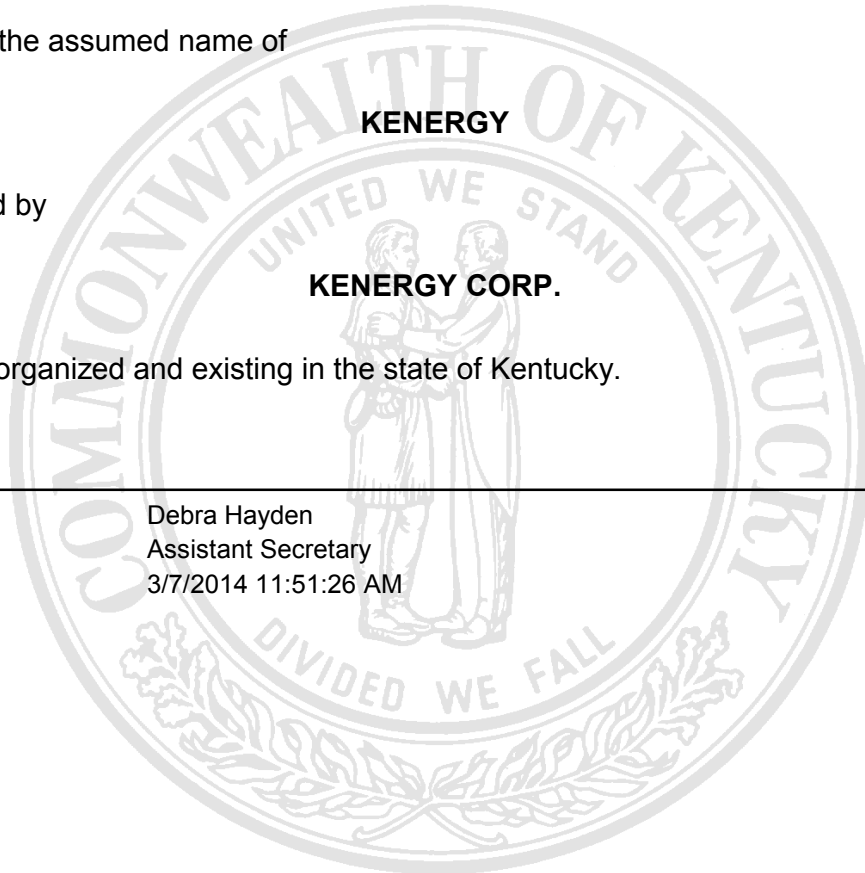 the assumed name of
KENERGY
d by
KENERGY CORP.
organized and existing in the state of Kentucky.
Debra Hayden
Assistant Secretary
3/7/2014 11:51:26 AM
COMMONWEALTH OF KENTUCKY
UNITED WE STAND
DIVIDED WE FALL